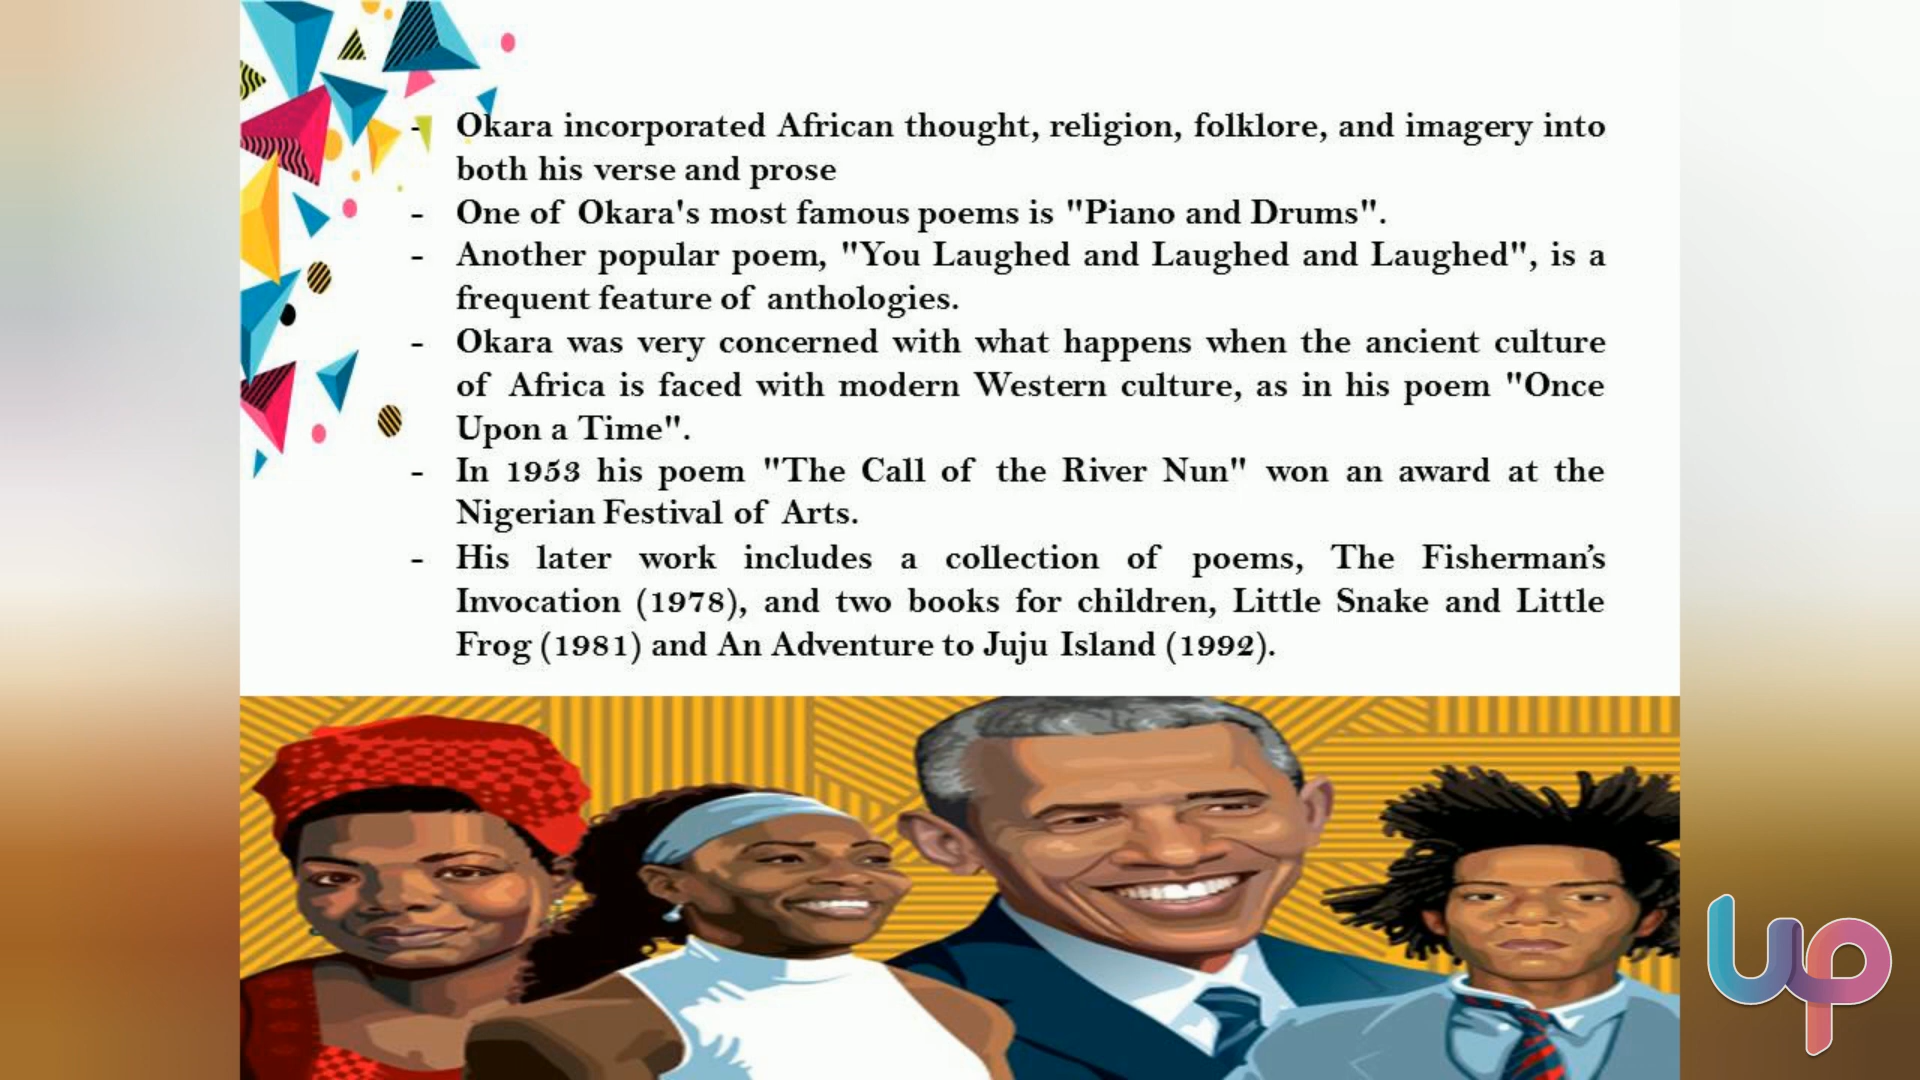 - Okara incorporated African thought, religion, folklore, and imagery into
both his verse and prose
- One of Okara's most famous poems is "Piano and Drums".
- Another popular poem, "You Laughed and Laughed and Laughed", is a
frequent feature of anthologies.
- Okara was very concerned with what happens when the ancient culture
of Africa is faced with modern Western culture, as in his poem "Once
Upon a Time".
- In 1953 his poem "The Call of the River Nun" won an award at the
Nigerian Festival of Arts.
- His later work includes a collection of poems, The Fisherman’s
Invocation (1978), and two books for children, Little Snake and Little
Frog (1981) and An Adventure to Juju Island (1992).
up